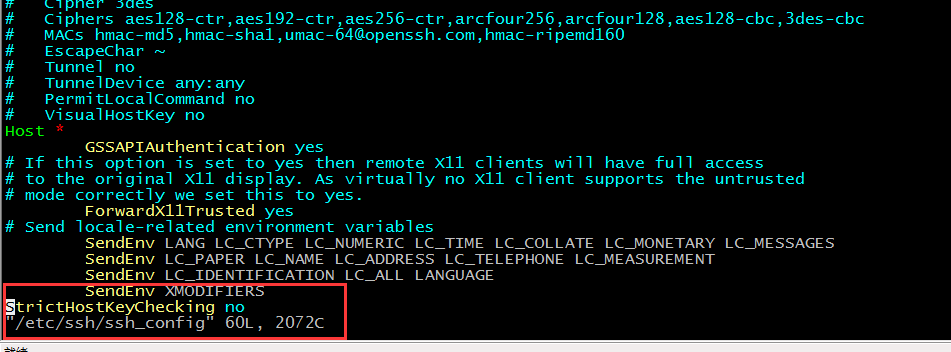 #   Cipher 3des
#   Ciphers aes128-ctr,aes192-ctr,aes256-ctr,arcfour256,arcfour128,aes128-cbc,3des-cbc
#   MACs hmac-md5,hmac-sha1,umac-64@openssh.com,hmac-ripemd160
#   EscapeChar ~
#   Tunnel no
#   TunnelDevice any:any
#   PermitLocalCommand no
#   VisualHostKey no
Host *
        GSSAPIAuthentication yes
# If this option is set to yes then remote X11 clients will have full access
# to the original X11 display. As virtually no X11 client supports the untrusted
# mode correctly we set this to yes.
        ForwardX11Trusted yes
# Send locale-related environment variables
        SendEnv LANG LC_CTYPE LC_NUMERIC LC_TIME LC_COLLATE LC_MONETARY LC_MESSAGES
        SendEnv LC_PAPER LC_NAME LC_ADDRESS LC_TELEPHONE LC_MEASUREMENT
        SendEnv LC_IDENTIFICATION LC_ALL LANGUAGE
        SendEnv XMODIFIERS
StrictHostKeyChecking no
"/etc/ssh/ssh_config" 60L, 2072C